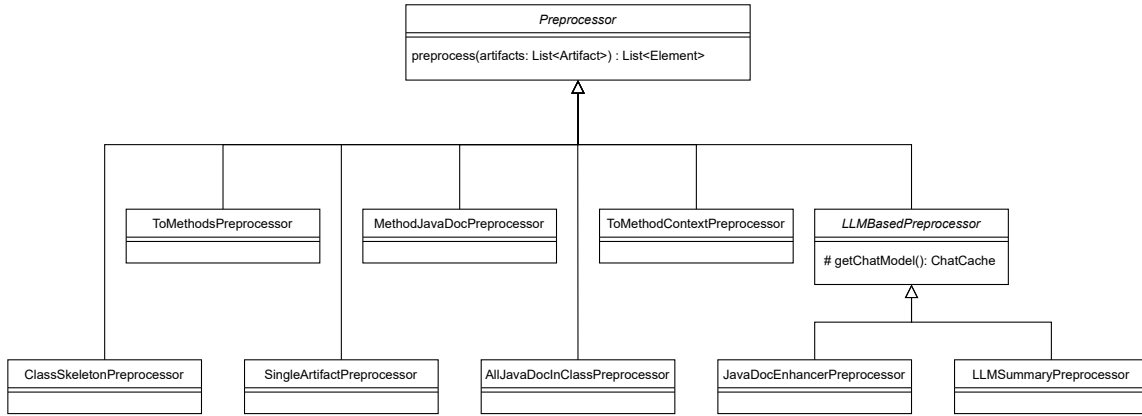 Preprocessor
preprocess(artifacts: List<Artifact>) : List<Element>
ToMethodsPreprocessor
MethodJavaDocPreprocessor
ToMethodContextPreprocessor
LLMBasedPreprocessor
# getChatModel(): ChatCache
ClassSkeletonPreprocessor
SingleArtifactPreprocessor
AllJavaDocInClassPreprocessor
JavaDocEnhancerPreprocessor
LLMSummaryPreprocessor